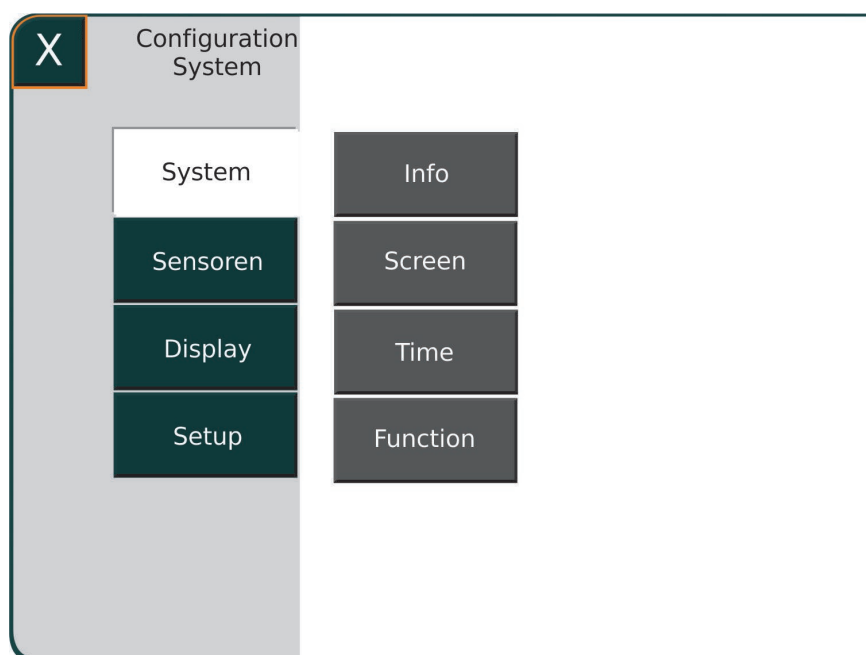 X
Configuration
System
System
Sensoren
Display
Setup
Info
Screen
Time
Function